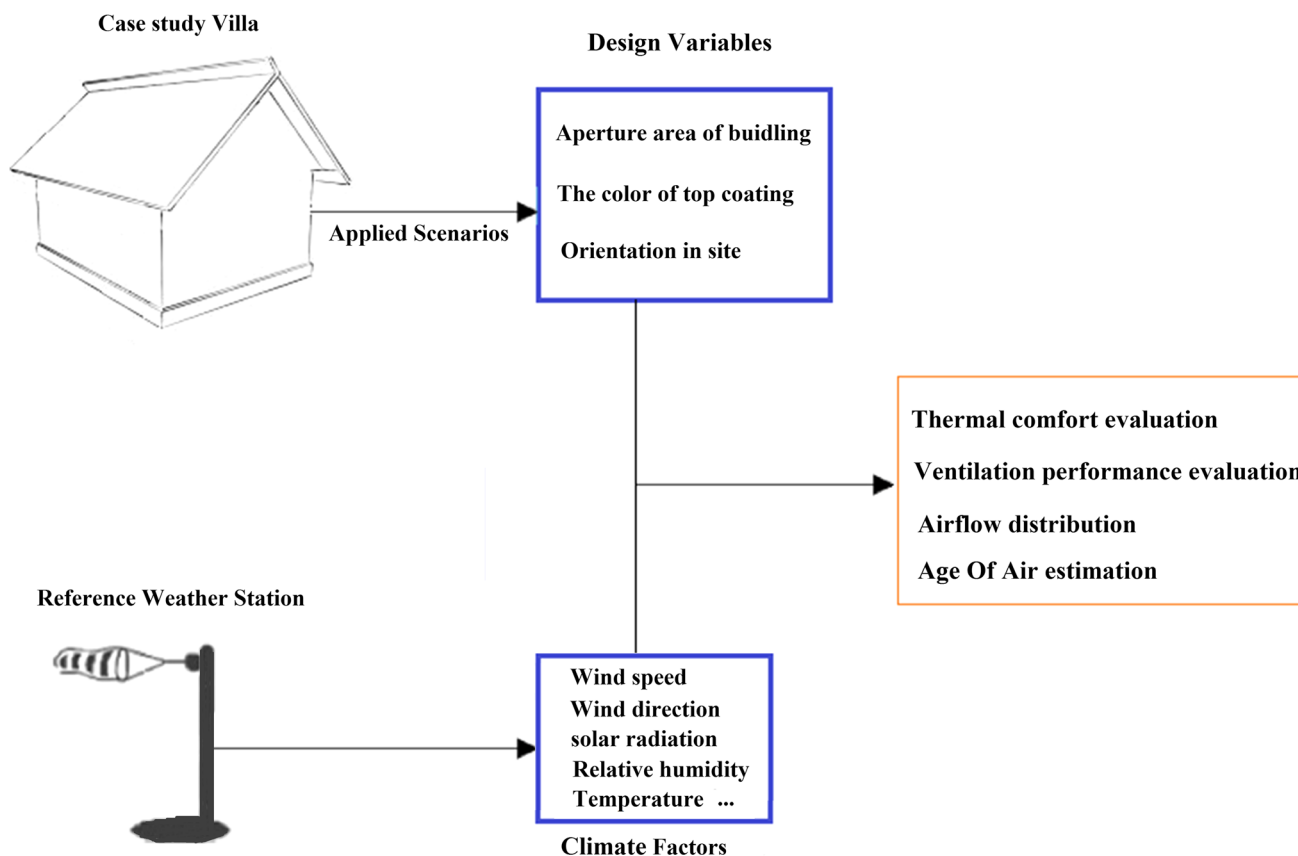 Case study Villa
Design Variables
Aperture area of buidling
The color of top coating
Orientation in site
Applied Scenarios
Thermal comfort evaluation
Ventilation performance evaluation
Airflow distribution
Age Of Air estimation
Reference Weather Station
Wind speed
Wind direction
solar radiation
Relative humidity
Temperature ...
Climate Factors